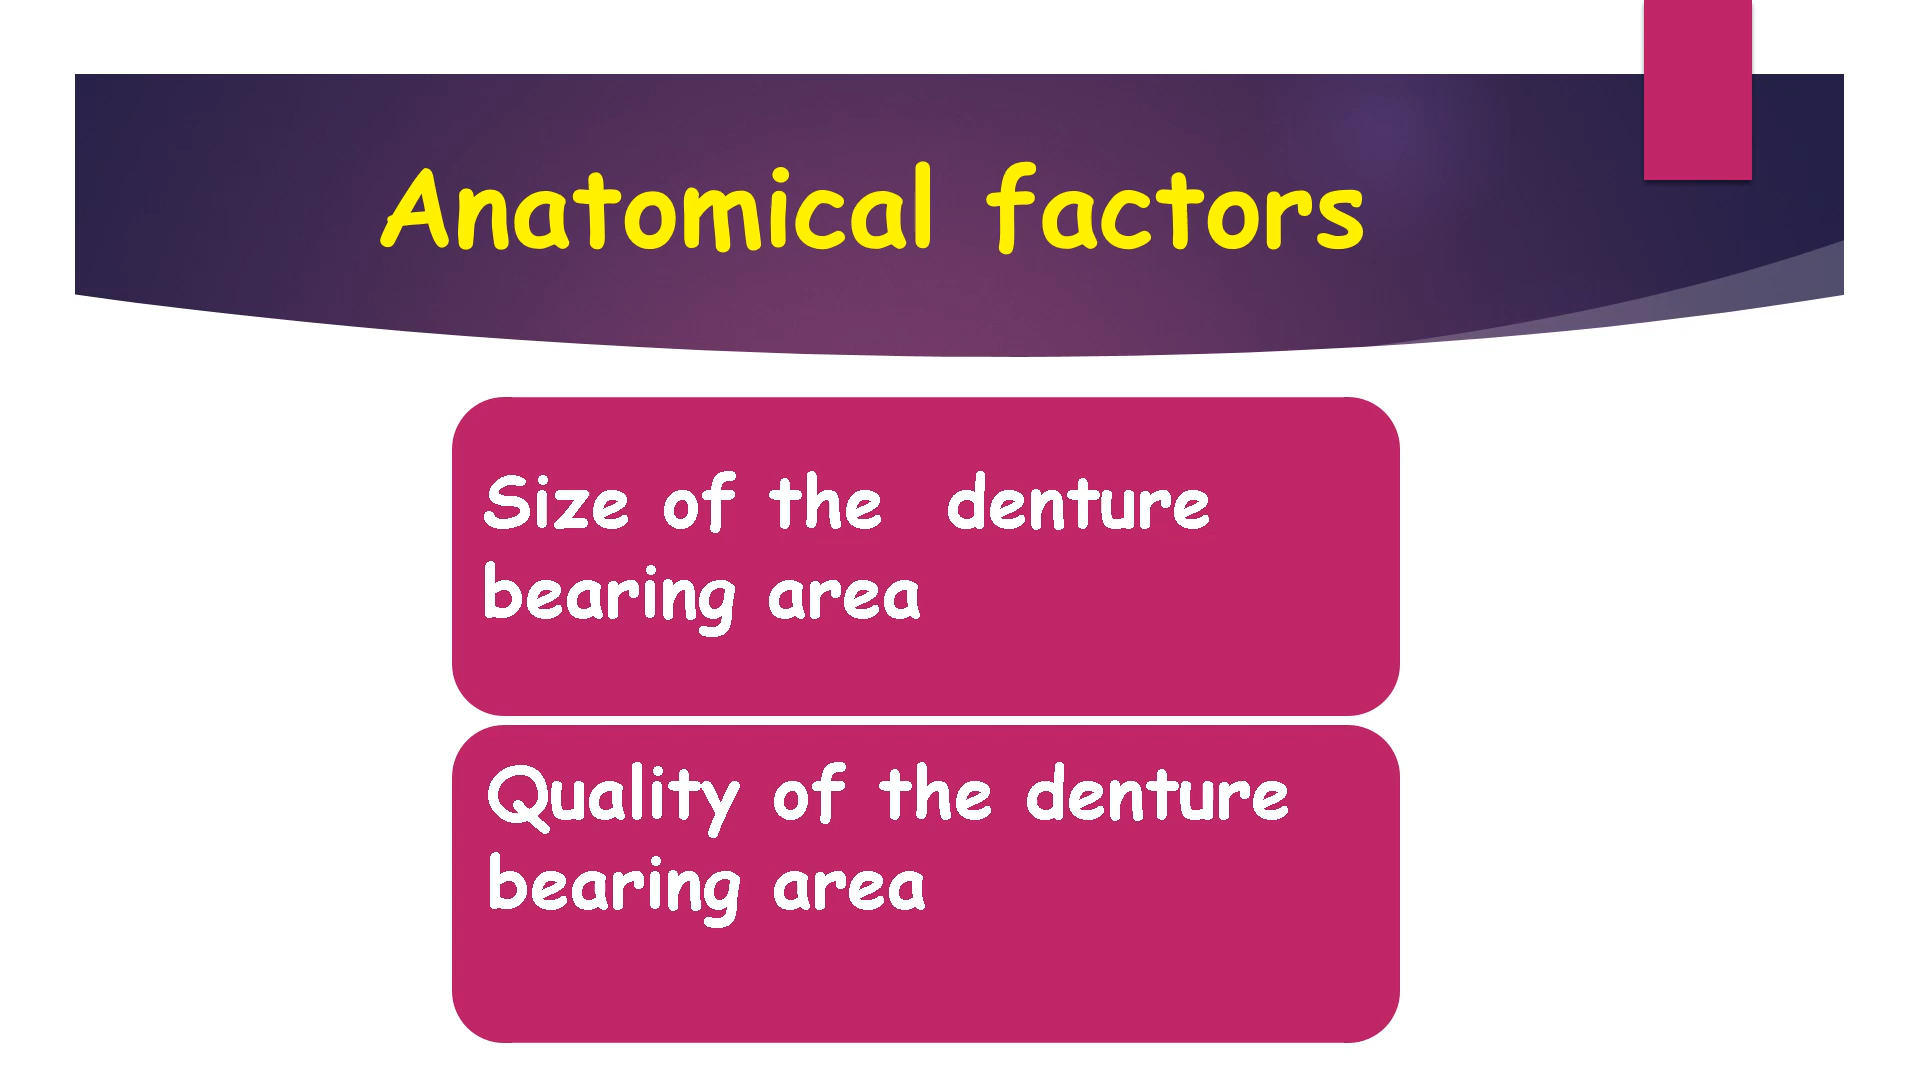 Anatomical factors
Size of the  denture
bearing area
Quality of the denture
bearing area